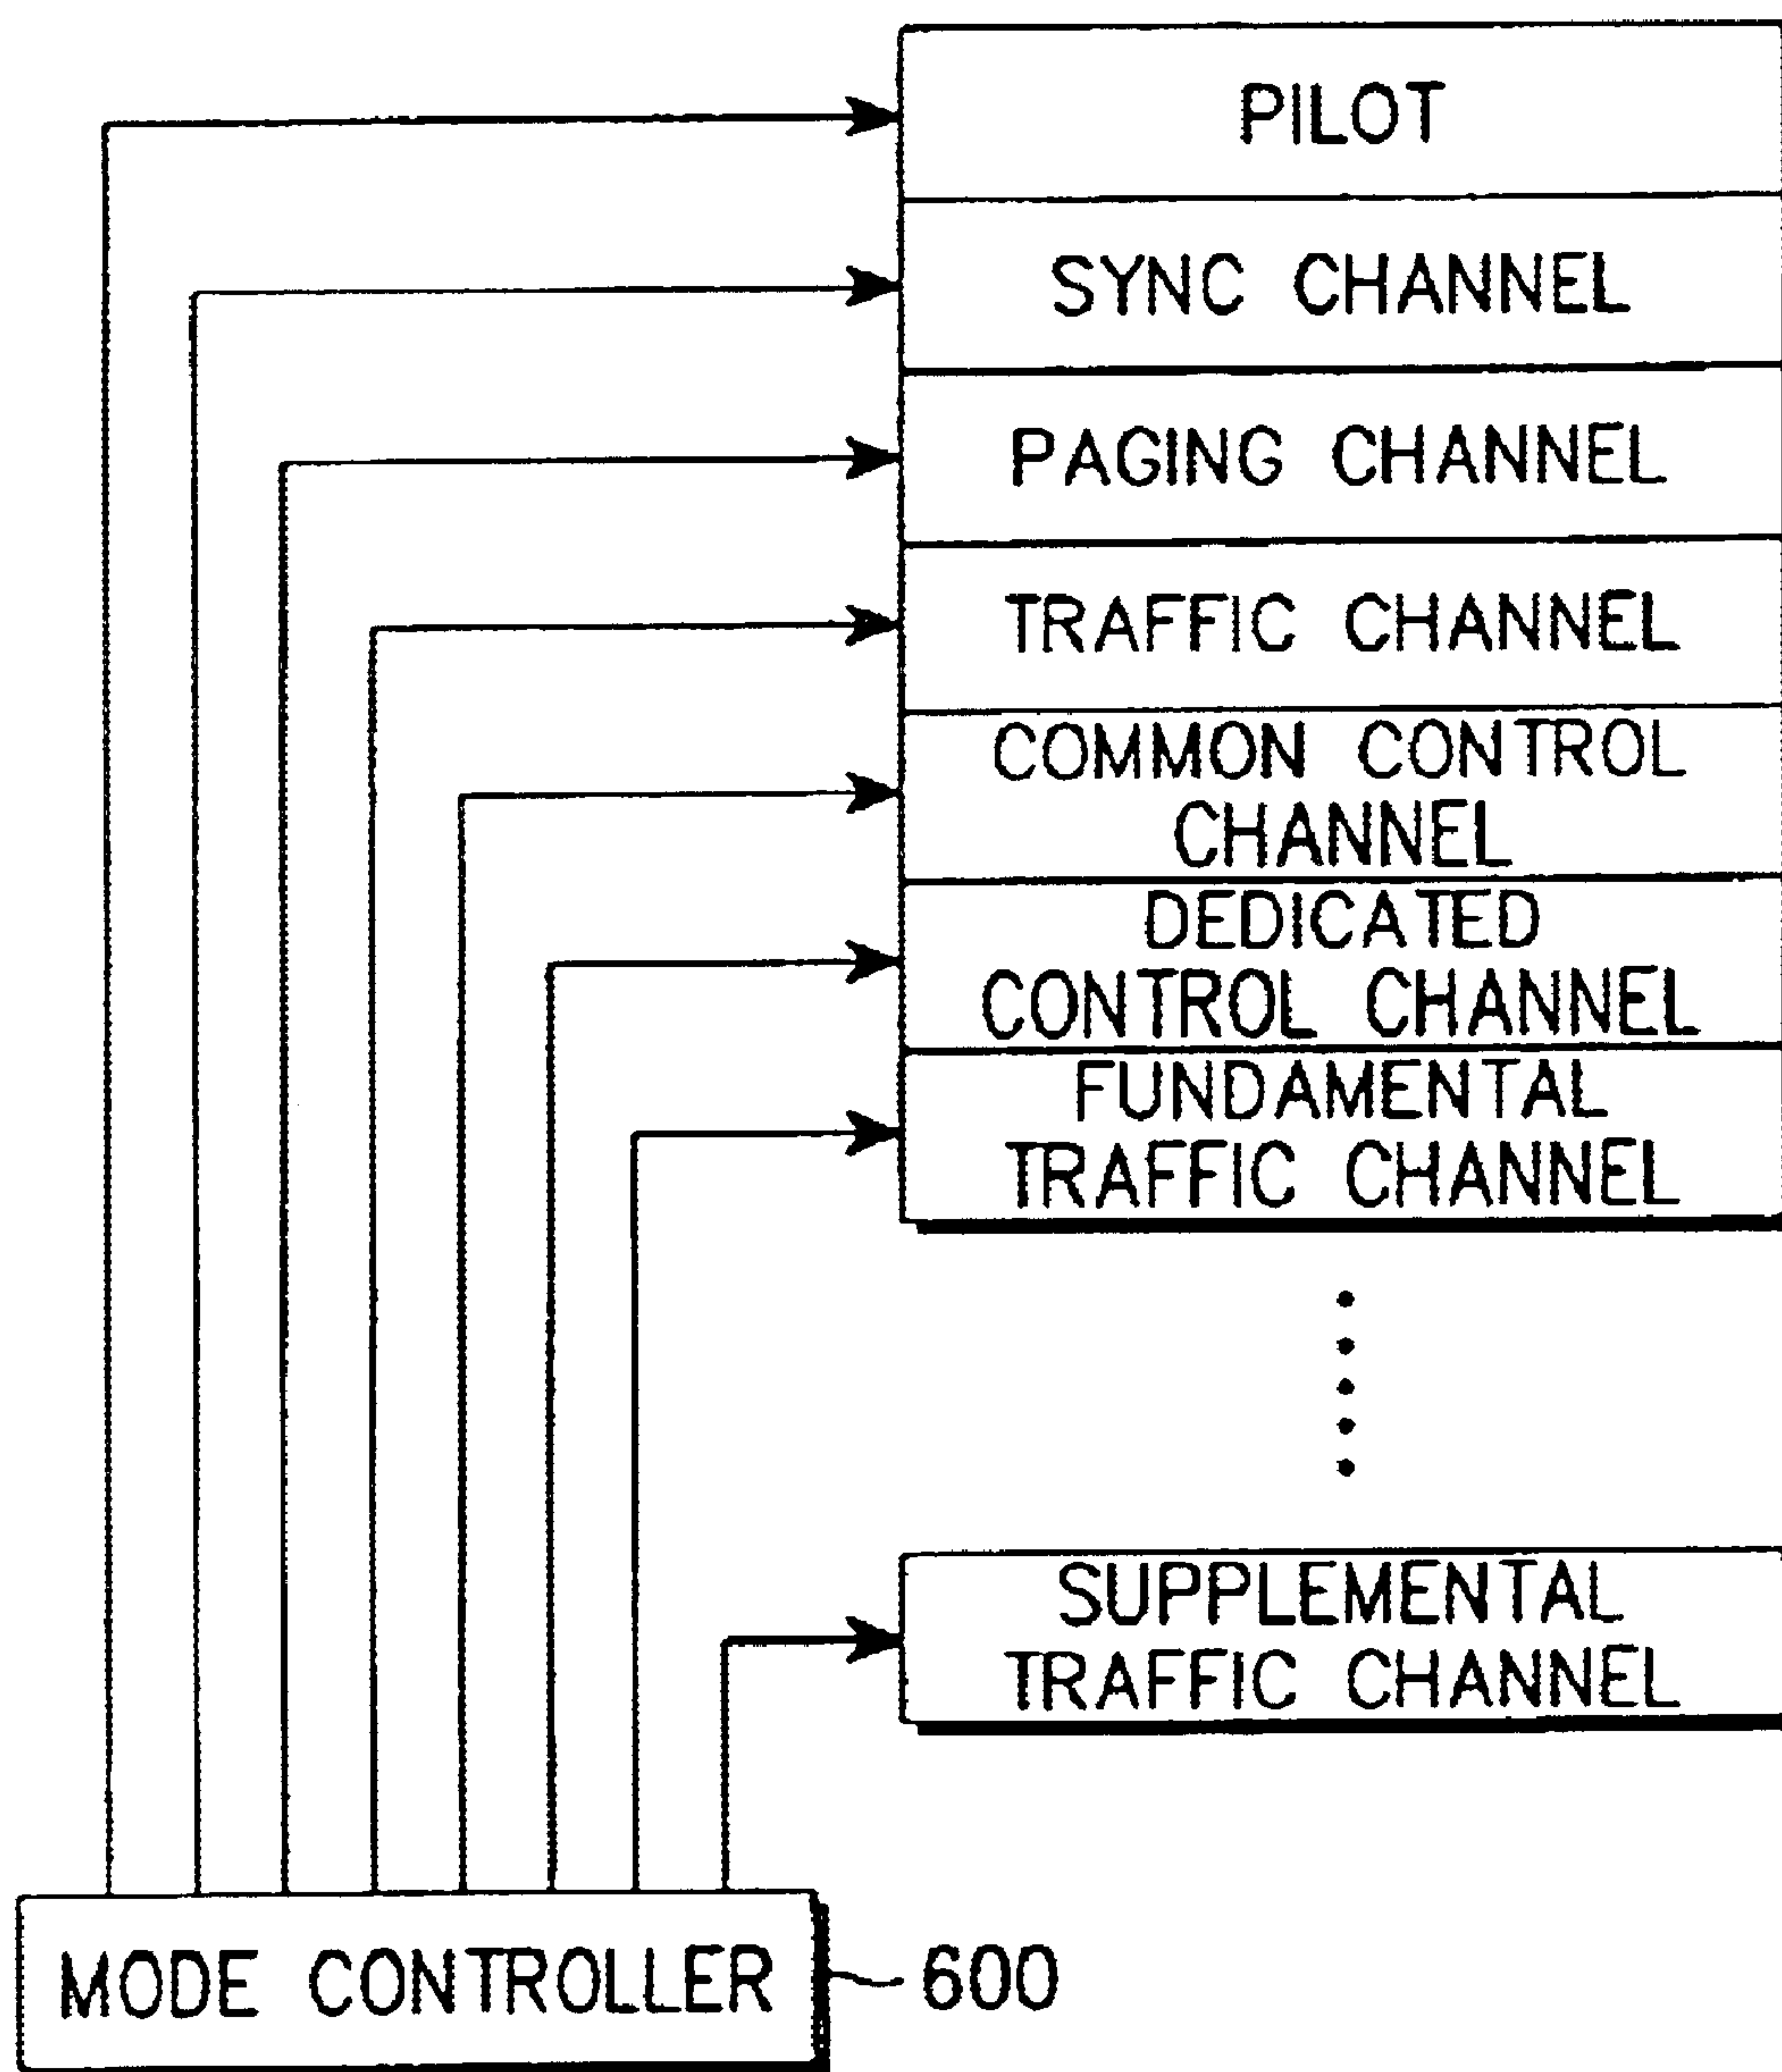 PILOT
SYNC CHANNEL
PAGING CHANNEL
TRAFFIC CHANNEL
COMMON CONTROL
CHANNEL
DEDICATED
CONTROL CHANNEL
FUNDAMENTAL
TRAFFIC CHANNEL
SUPPLEMENTAL
TRAFFIC CHANNEL
MODE CONTROLLER
600